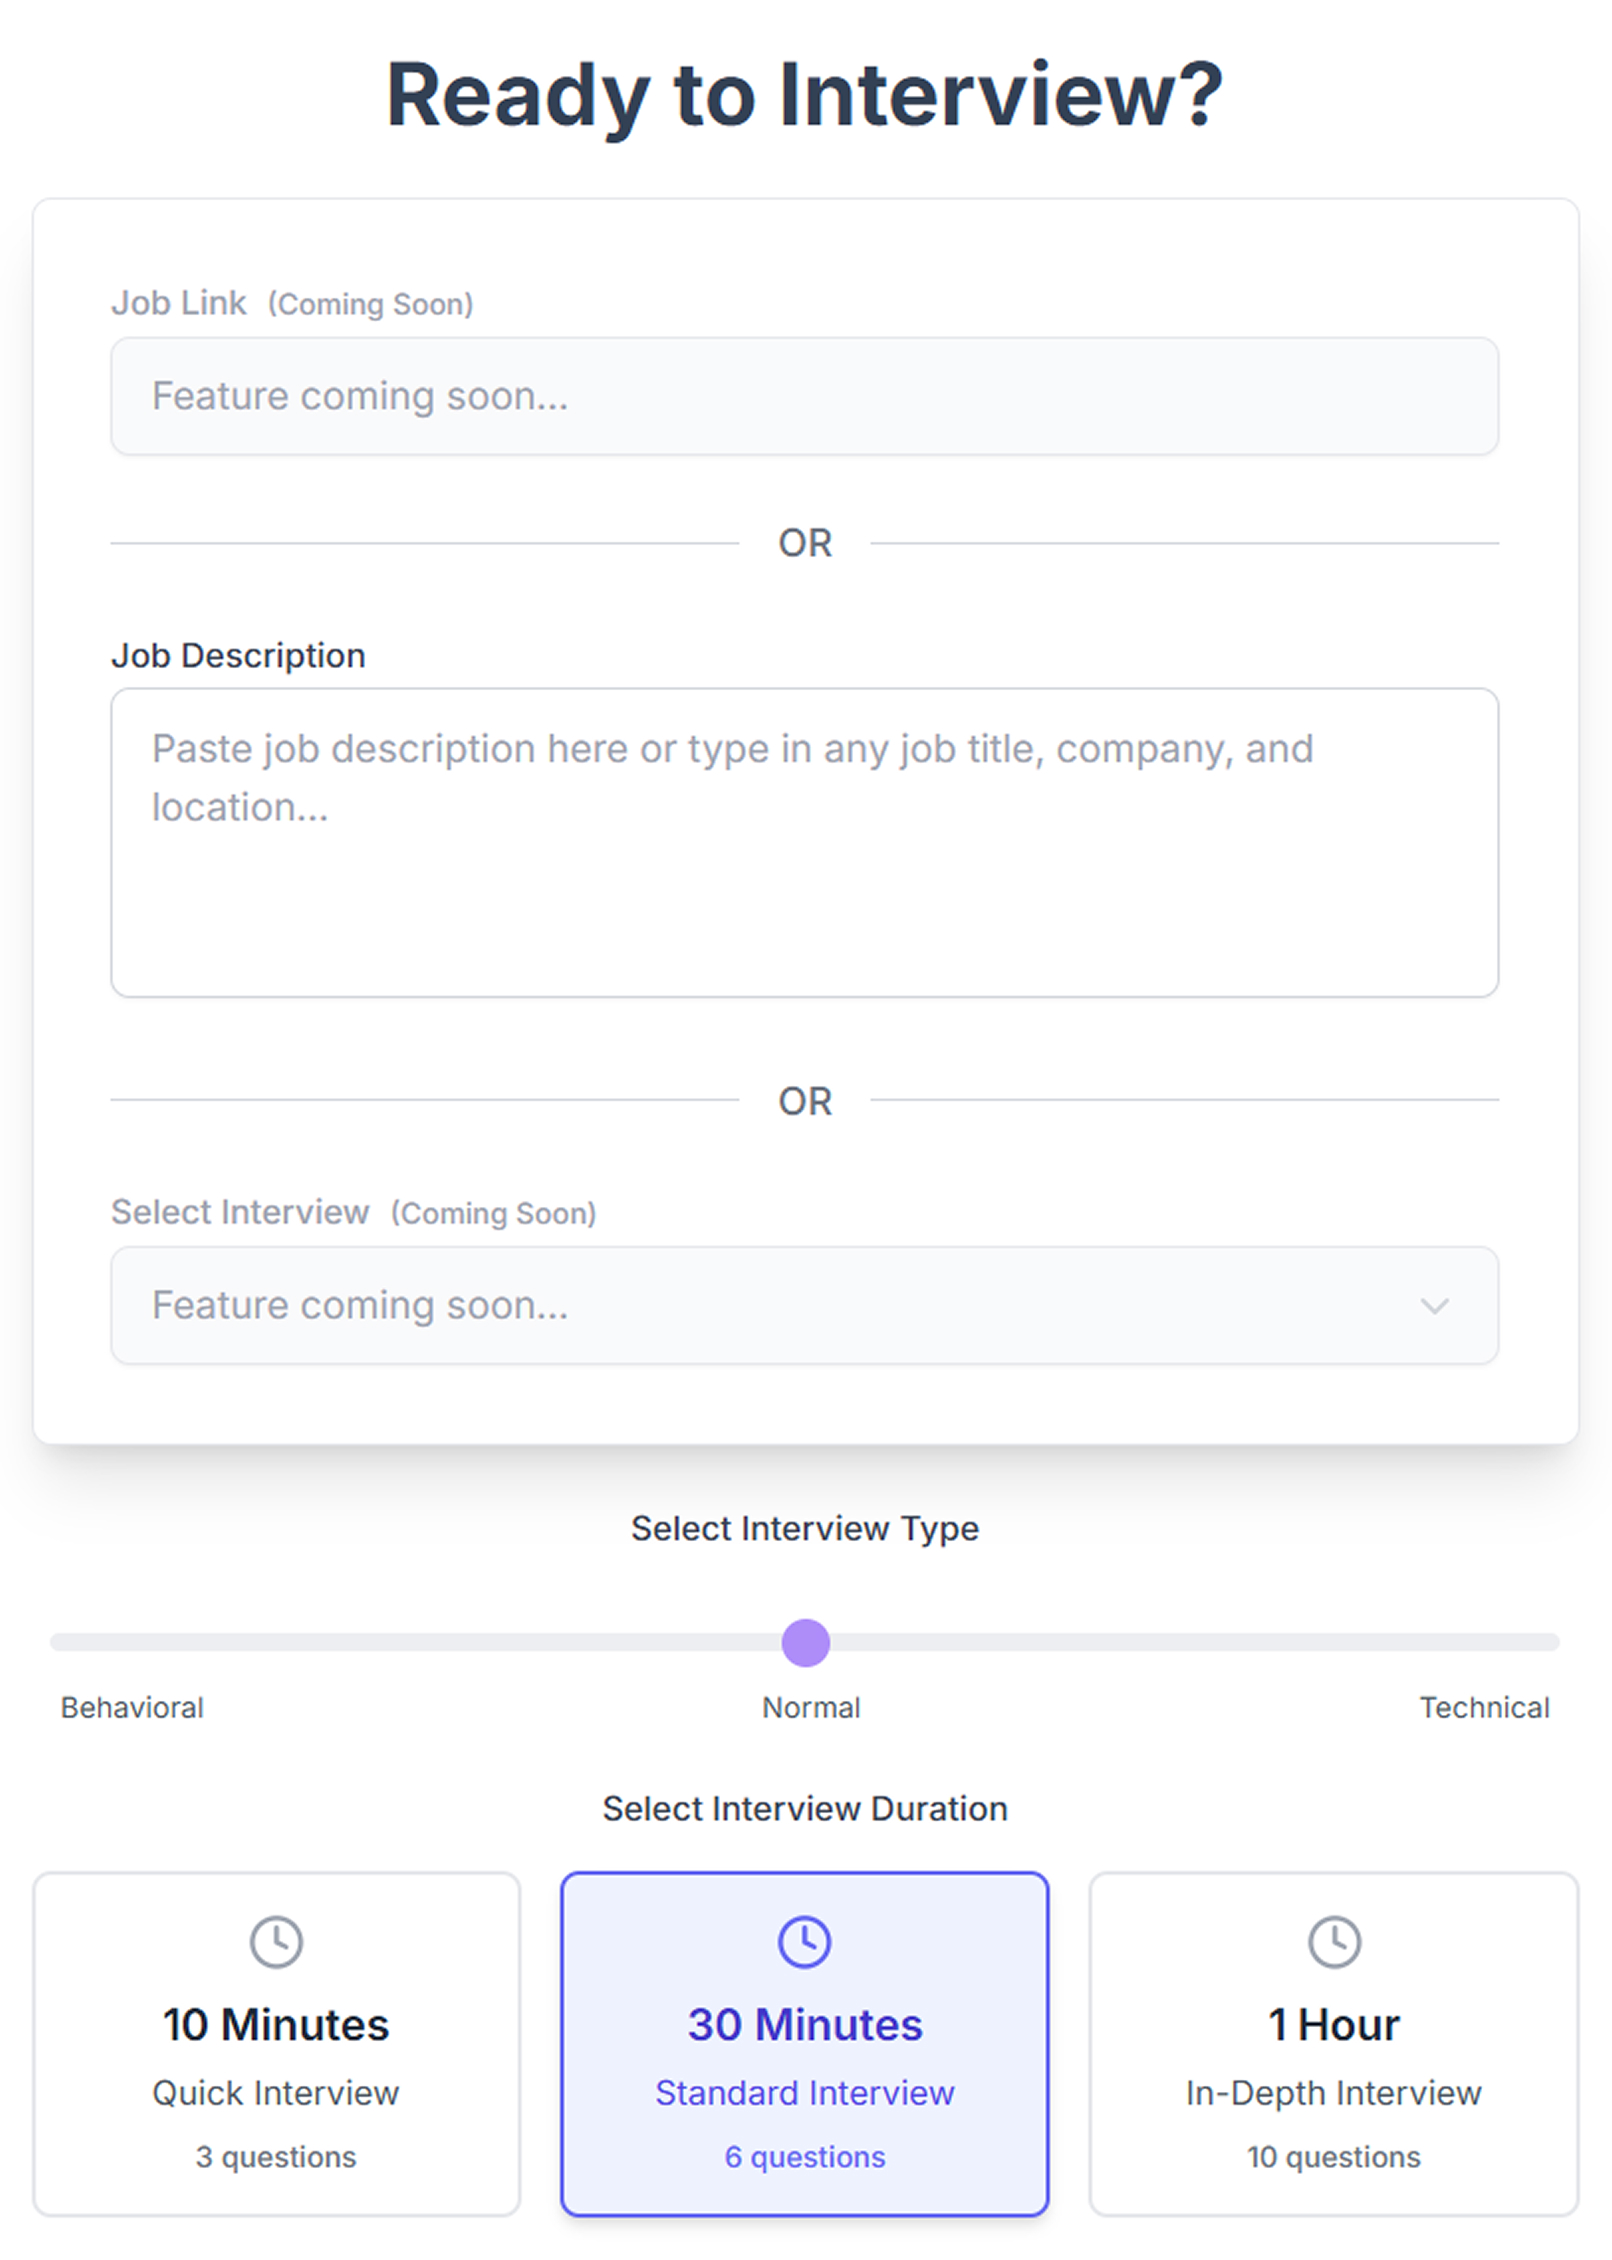 Ready to Interview?
Job Link (Coming Soon)
Feature coming soon...
OR
Job Description
Paste job description here or type in any job title, company, and
location...
OR
Select Interview (Coming Soon)
Feature coming soon...
Select Interview Type
Behavioral Normal Technical
Select Interview Duration
10 Minutes
Quick Interview
3 questions
30 Minutes
Standard Interview
6 questions
1 Hour
In-Depth Interview
10 questions